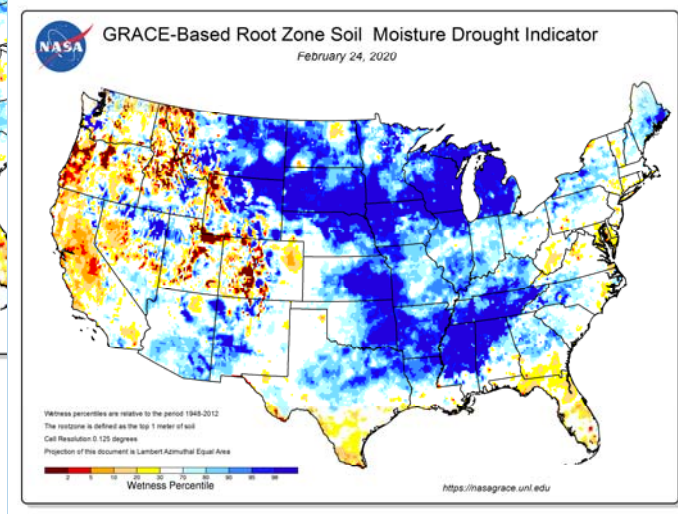 NASA
GRACE-Based Root Zone Soil Moisture Drought Indicator
February 24, 2020
Wetness percentiles are relative to the period 1948-2012
The rootzone is defined as the top 1 meter of soil
Cell Resolution 0.125 degrees
Projection of this document is Lambert Azimuthal Equal Area
2 5 10 20 30 70 80 90 95 98
Wetness Percentile
https://nasagrace.unl.edu